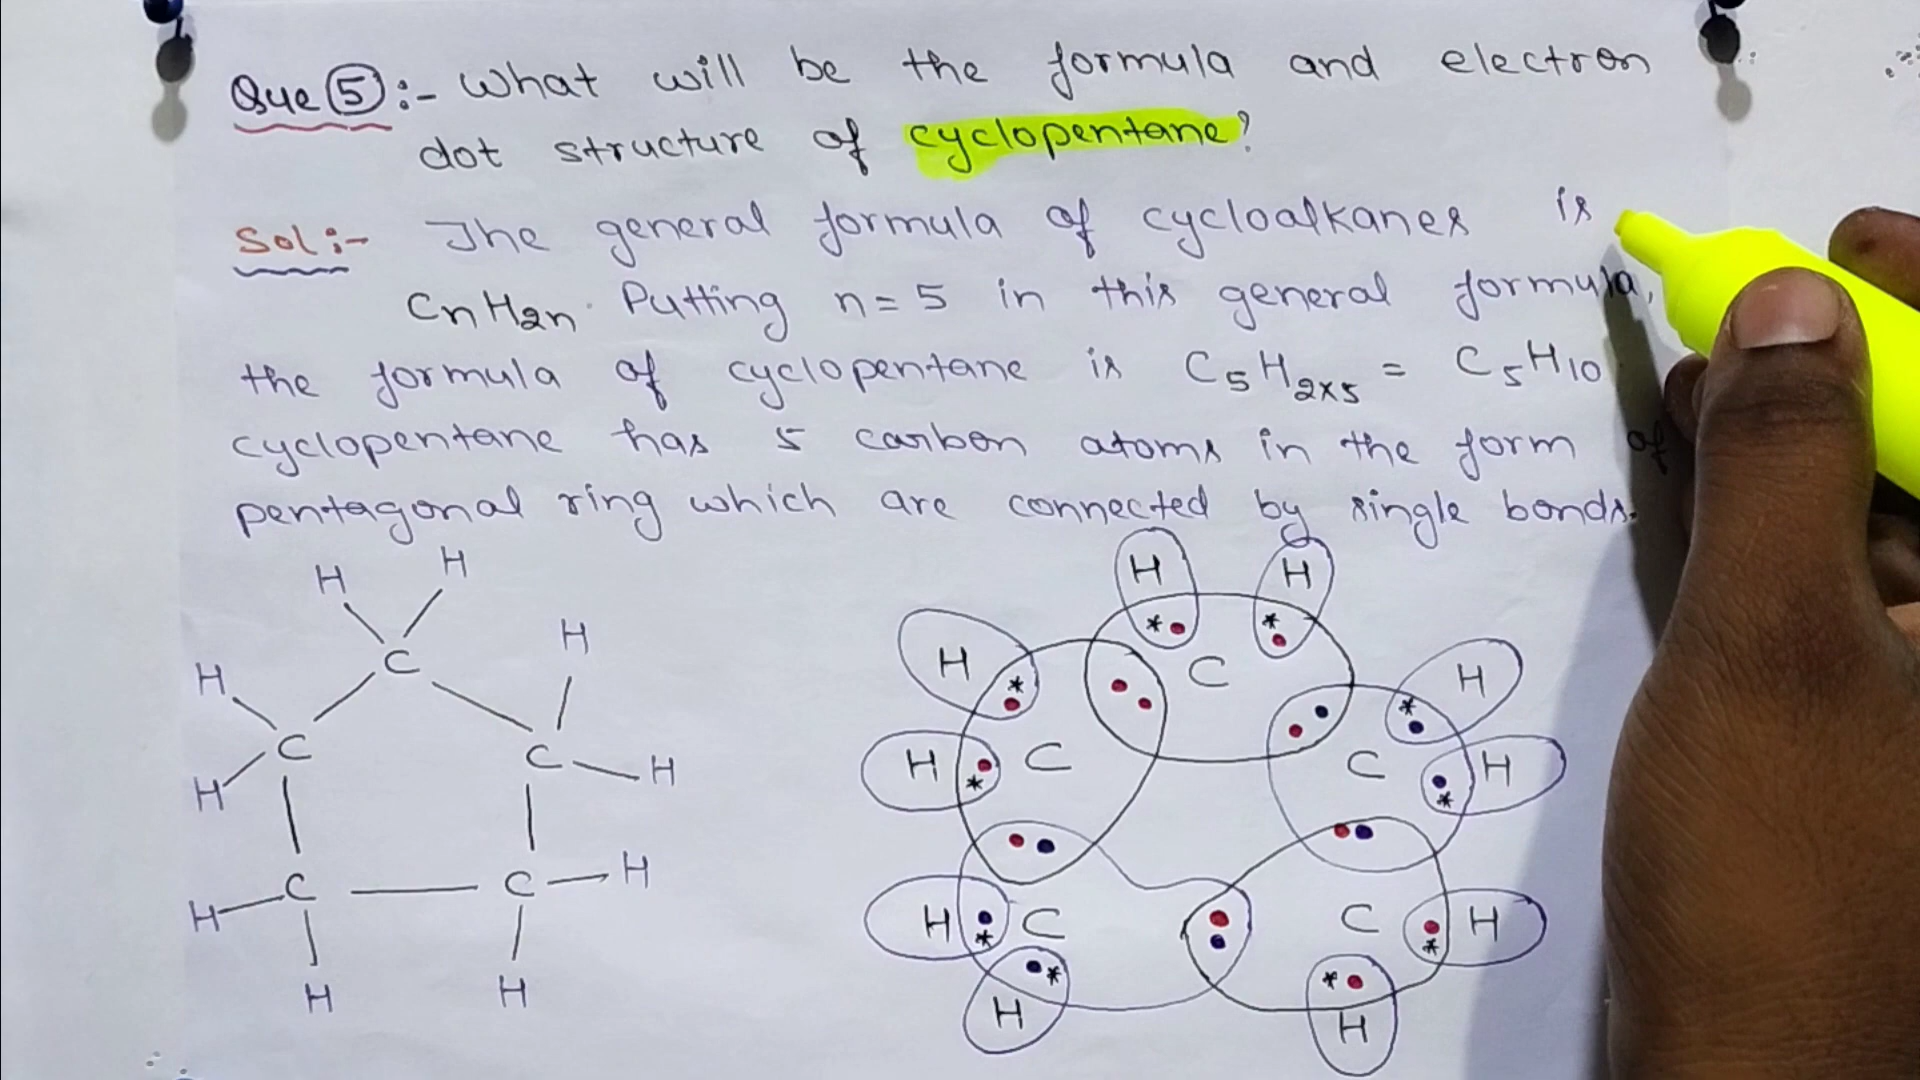 Que 5 :- What will be the formula and electron
dot structure of cyclopentane?
Sol:- The general formula of cycloalkanes is
CnH2n. Putting n=5 in this general formula,
the formula of cyclopentane is C5H2x5 = C5H10
cyclopentane has 5 carbon atoms in the form of
pentagonal ring which are connected by single bonds.
H H
C
H
H
C
H
C
H
C
H
H
C
H
H
H
H H
C
H
H
C
H
C
H
H
C
H
C
H
H
H